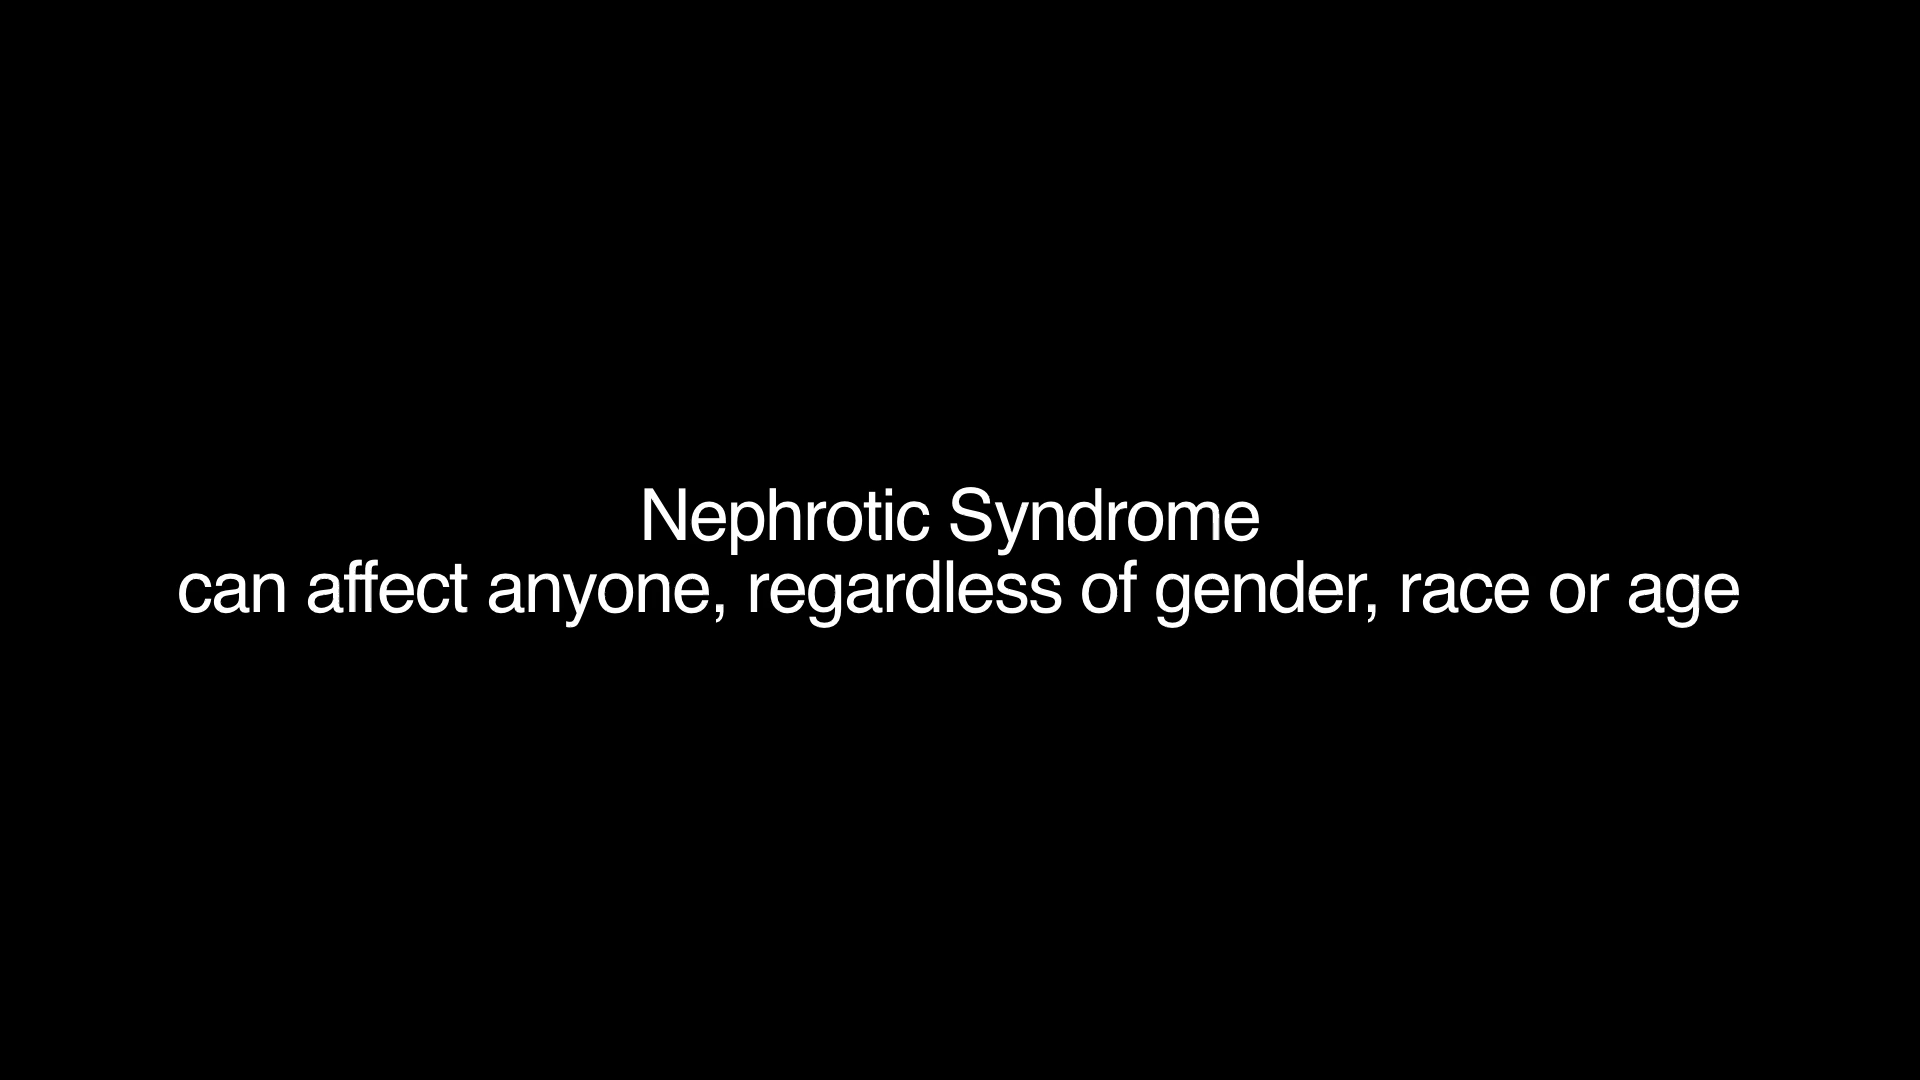 Nephrotic Syndrome
can affect anyone, regardless of gender, race or age